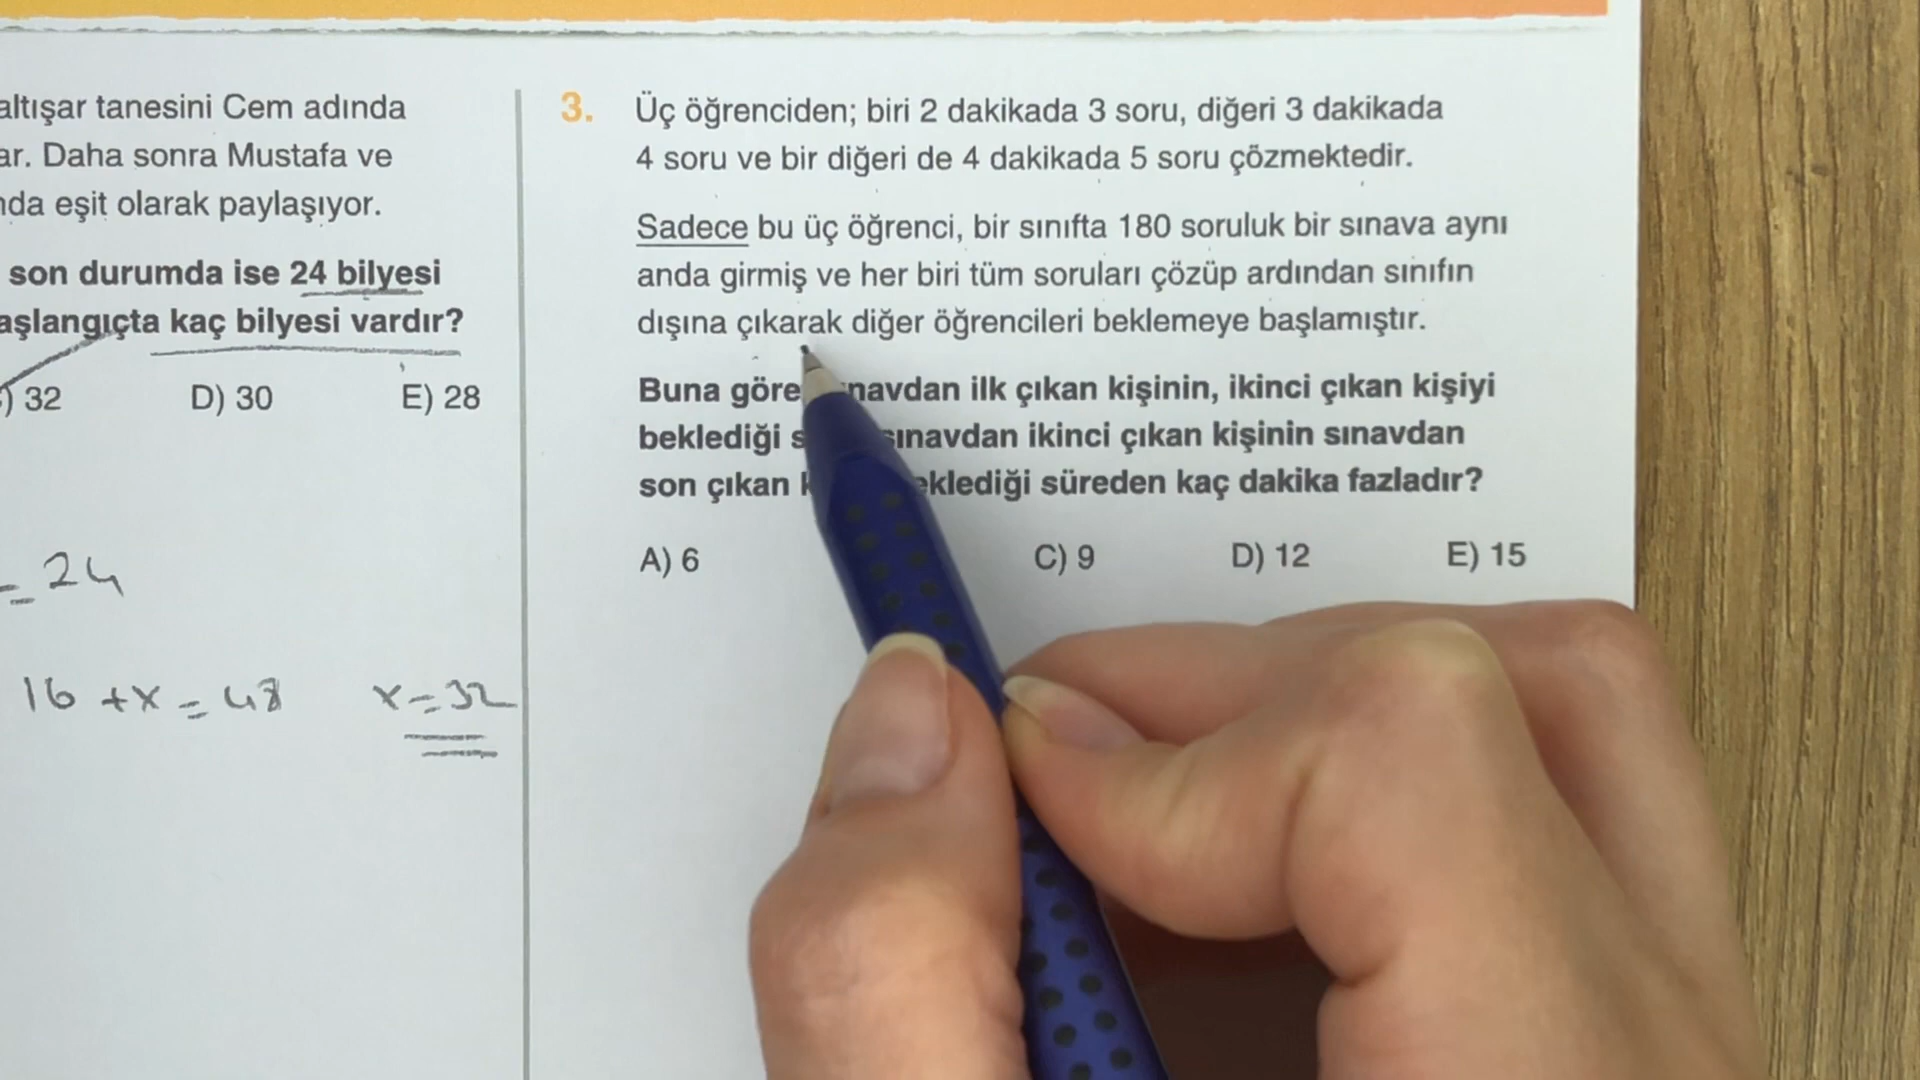 altışar tanesini Cem adında
ar. Daha sonra Mustafa ve
nda eşit olarak paylaşıyor.
son durumda ise 24 bilyesi
aşlangıçta kaç bilyesi vardır?
) 32 D) 30 E) 28
= 24
16 + x = 48 x = 32
3. Üç öğrenciden; biri 2 dakikada 3 soru, diğeri 3 dakikada
4 soru ve bir diğeri de 4 dakikada 5 soru çözmektedir.
Sadece bu üç öğrenci, bir sınıfta 180 soruluk bir sınava aynı
anda girmiş ve her biri tüm soruları çözüp ardından sınıfın
dışına çıkarak diğer öğrencileri beklemeye başlamıştır.
Buna göre navdan ilk çıkan kişinin, ikinci çıkan kişiyi
beklediği s sınavdan ikinci çıkan kişinin sınavdan
son çıkan k eklediği süreden kaç dakika fazladır?
A) 6 C) 9 D) 12 E) 15